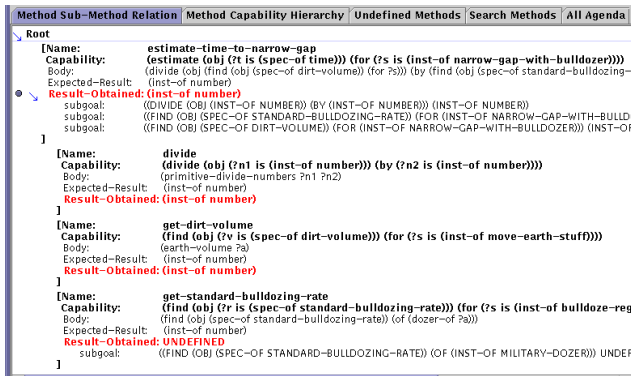 Method Sub-Method Relation Method Capability Hierarchy Undefined Methods Search Methods All Agenda
Root
[Name: estimate-time-to-narrow-gap
Capability: (estimate (obj (?t is (spec-of time))) (for (?s is (inst-of narrow-gap-with-bulldozer))))
Body: (divide (obj (find (obj (spec-of dirt-volume)) (for ?s))) (by (find (obj (spec-of standard-bulldozing-
Expected-Result: (inst-of number)
Result-Obtained: (inst-of number)
subgoal: ((DIVIDE (OBJ (INST-OF NUMBER)) (BY (INST-OF NUMBER))) (INST-OF NUMBER))
subgoal: ((FIND (OBJ (SPEC-OF STANDARD-BULLDOZING-RATE)) (FOR (INST-OF NARROW-GAP-WITH-BULLD
subgoal: ((FIND (OBJ (SPEC-OF DIRT-VOLUME)) (FOR (INST-OF NARROW-GAP-WITH-BULLDOZER))) (INST-OF
]
[Name: divide
Capability: (divide (obj (?n1 is (inst-of number))) (by (?n2 is (inst-of number))))
Body: (primitive-divide-numbers ?n1 ?n2)
Expected-Result: (inst-of number)
Result-Obtained: (inst-of number)
]
[Name: get-dirt-volume
Capability: (find (obj (?v is (spec-of dirt-volume))) (for (?s is (inst-of move-earth-stuff))))
Body: (earth-volume ?a)
Expected-Result: (inst-of number)
Result-Obtained: (inst-of number)
]
[Name: get-standard-bulldozing-rate
Capability: (find (obj (?r is (spec-of standard-bulldozing-rate))) (for (?s is (inst-of bulldoze-reg
Body: (find (obj (spec-of standard-bulldozing-rate)) (of (dozer-of ?a)))
Expected-Result: (inst-of number)
Result-Obtained: UNDEFINED
subgoal: ((FIND (OBJ (SPEC-OF STANDARD-BULLDOZING-RATE)) (OF (INST-OF MILITARY-DOZER))) UNDEF
]